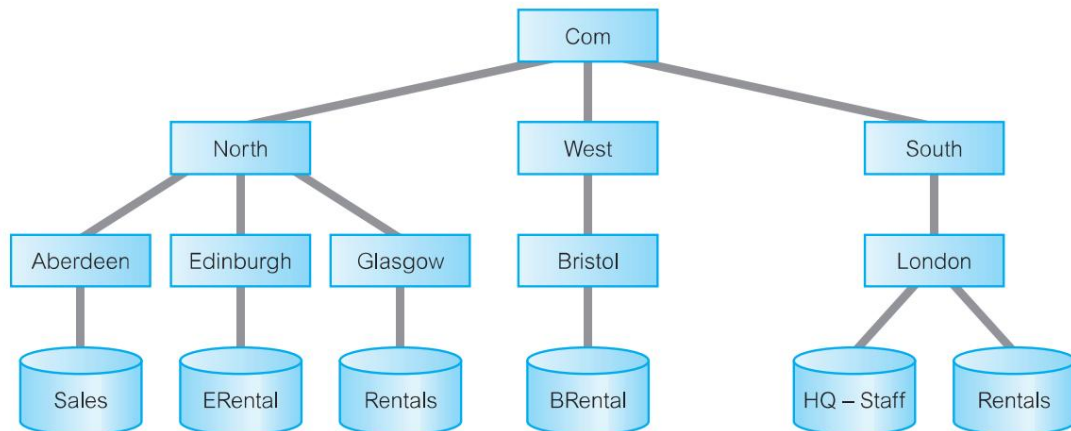 Com
North
West
South
Aberdeen
Edinburgh
Glasgow
Bristol
London
Sales
ERental
Rentals
BRental
HQ – Staff
Rentals